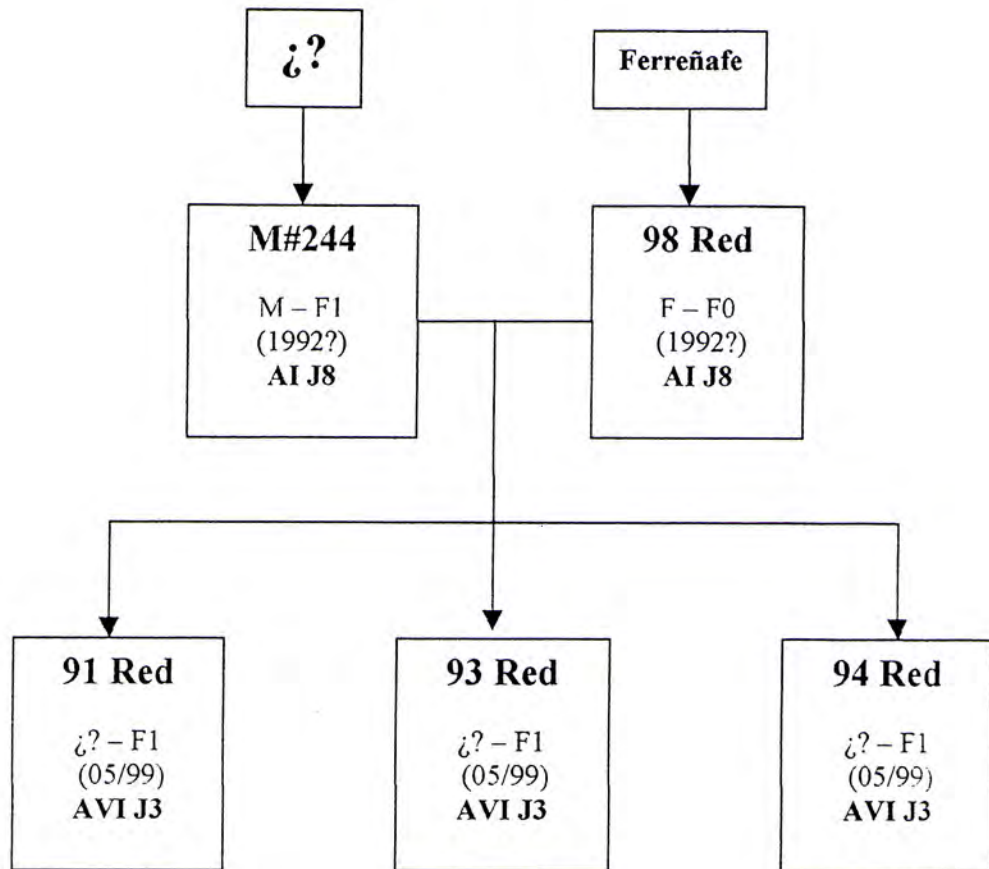 ¿?
Ferreñafe
M#244
M – F1
(1992?)
AI J8
98 Red
F – F0
(1992?)
AI J8
91 Red
¿? – F1
(05/99)
AVI J3
93 Red
¿? – F1
(05/99)
AVI J3
94 Red
¿? – F1
(05/99)
AVI J3